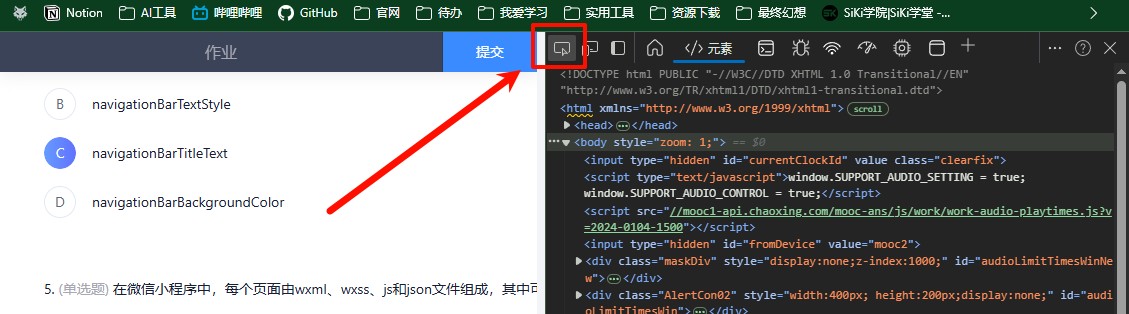 Notion AI工具 哔哩哔哩 GitHub 官网 待办 我爱学习 实用工具 资源下载 最终幻想 SiKi学院|SiKi学堂 -...
作业 提交 </> 元素
B navigationBarTextStyle
C navigationBarTitleText
D navigationBarBackgroundColor
5. (单选题) 在微信小程序中，每个页面由wxml、wxss、js和json文件组成，其中可
<!DOCTYPE html PUBLIC "-//W3C//DTD XHTML 1.0 Transitional//EN"
"http://www.w3.org/TR/xhtml1/DTD/xhtml1-transitional.dtd">
<html xmlns="http://www.w3.org/1999/xhtml"> scroll
<head>…</head>
<body style="zoom: 1;"> == $0
<input type="hidden" id="currentClockId" value class="clearfix">
<script type="text/javascript">window.SUPPORT_AUDIO_SETTING = true;
window.SUPPORT_AUDIO_CONTROL = true;</script>
<script src="//mooc1-api.chaoxing.com/mooc-ans/js/work/work-audio-playtimes.js?v
=2024-0104-1500"></script>
<input type="hidden" id="fromDevice" value="mooc2">
<div class="maskDiv" style="display:none;z-index:1000;" id="audioLimitTimesWinNe
w">…</div>
<div class="AlertCon02" style="width:400px; height:200px;display:none;" id="aud
ioLimitTimesWin">…</div>